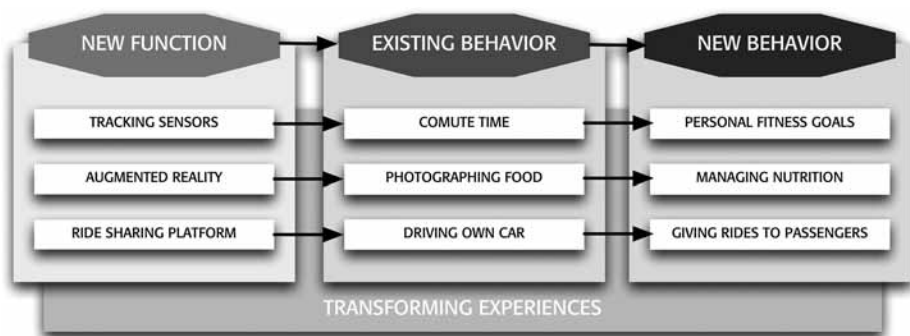 NEW FUNCTION
EXISTING BEHAVIOR
NEW BEHAVIOR
TRACKING SENSORS
COMUTE TIME
PERSONAL FITNESS GOALS
AUGMENTED REALITY
PHOTOGRAPHING FOOD
MANAGING NUTRITION
RIDE SHARING PLATFORM
DRIVING OWN CAR
GIVING RIDES TO PASSENGERS
TRANSFORMING EXPERIENCES